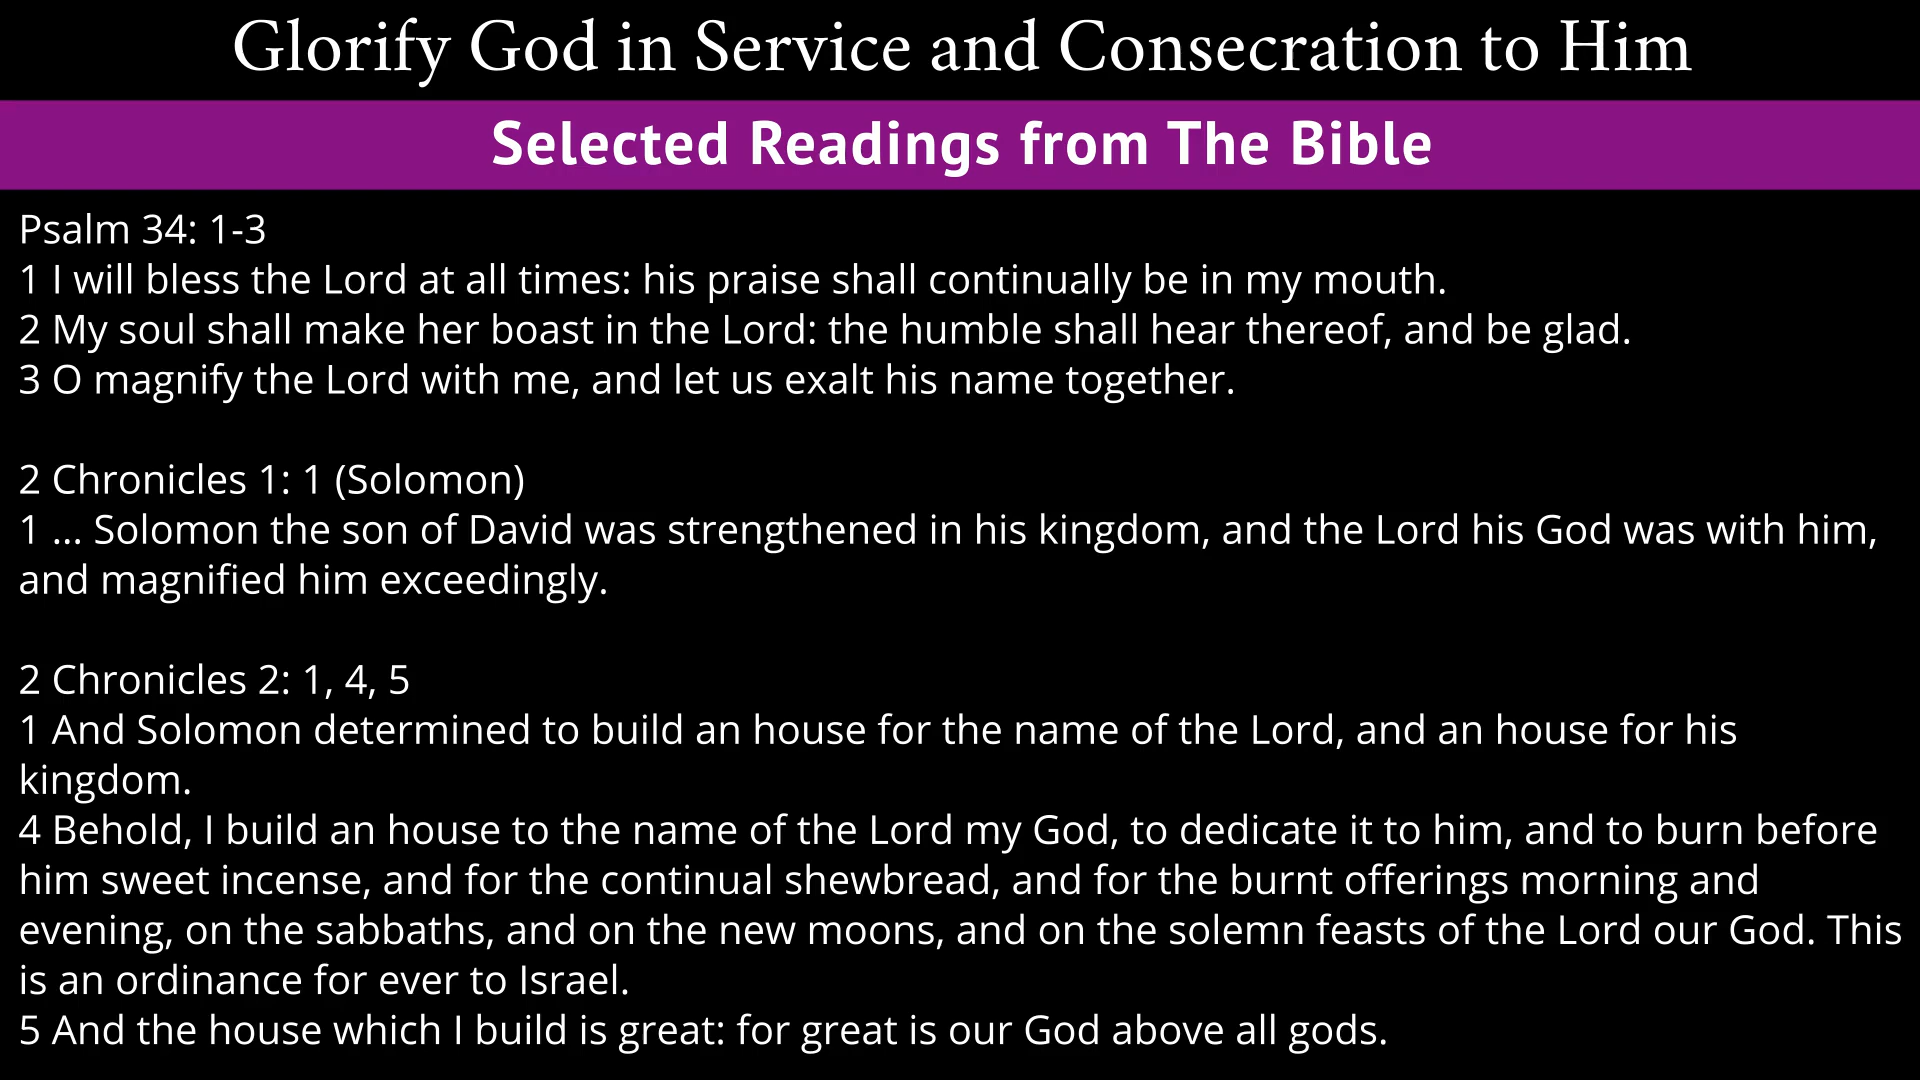 Glorify God in Service and Consecration to Him
Selected Readings from The Bible
Psalm 34: 1-3
1 I will bless the Lord at all times: his praise shall continually be in my mouth.
2 My soul shall make her boast in the Lord: the humble shall hear thereof, and be glad.
3 O magnify the Lord with me, and let us exalt his name together.
2 Chronicles 1: 1 (Solomon)
1 ... Solomon the son of David was strengthened in his kingdom, and the Lord his God was with him,
and magnified him exceedingly.
2 Chronicles 2: 1, 4, 5
1 And Solomon determined to build an house for the name of the Lord, and an house for his
kingdom.
4 Behold, I build an house to the name of the Lord my God, to dedicate it to him, and to burn before
him sweet incense, and for the continual shewbread, and for the burnt offerings morning and
evening, on the sabbaths, and on the new moons, and on the solemn feasts of the Lord our God. This
is an ordinance for ever to Israel.
5 And the house which I build is great: for great is our God above all gods.